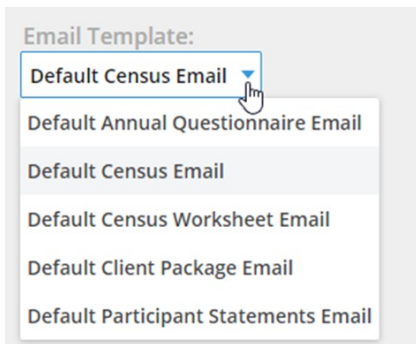 Email Template:
Default Census Email
Default Annual Questionnaire Email
Default Census Email
Default Census Worksheet Email
Default Client Package Email
Default Participant Statements Email